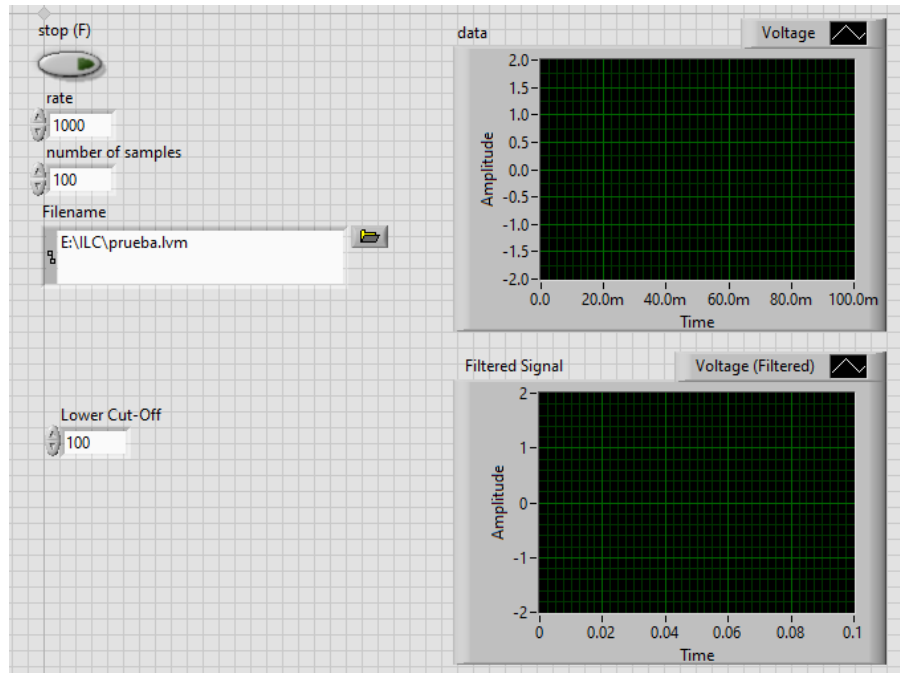 stop (F)
rate
1000
number of samples
100
Filename
E:\ILC\prueba.lvm
Lower Cut-Off
100
data
Voltage
Amplitude
2.0
1.5
1.0
0.5
0.0
-0.5
-1.0
-1.5
-2.0
0.0 20.0m 40.0m 60.0m 80.0m 100.0m
Time
Filtered Signal
Voltage (Filtered)
Amplitude
2
1
0
-1
-2
0 0.02 0.04 0.06 0.08 0.1
Time